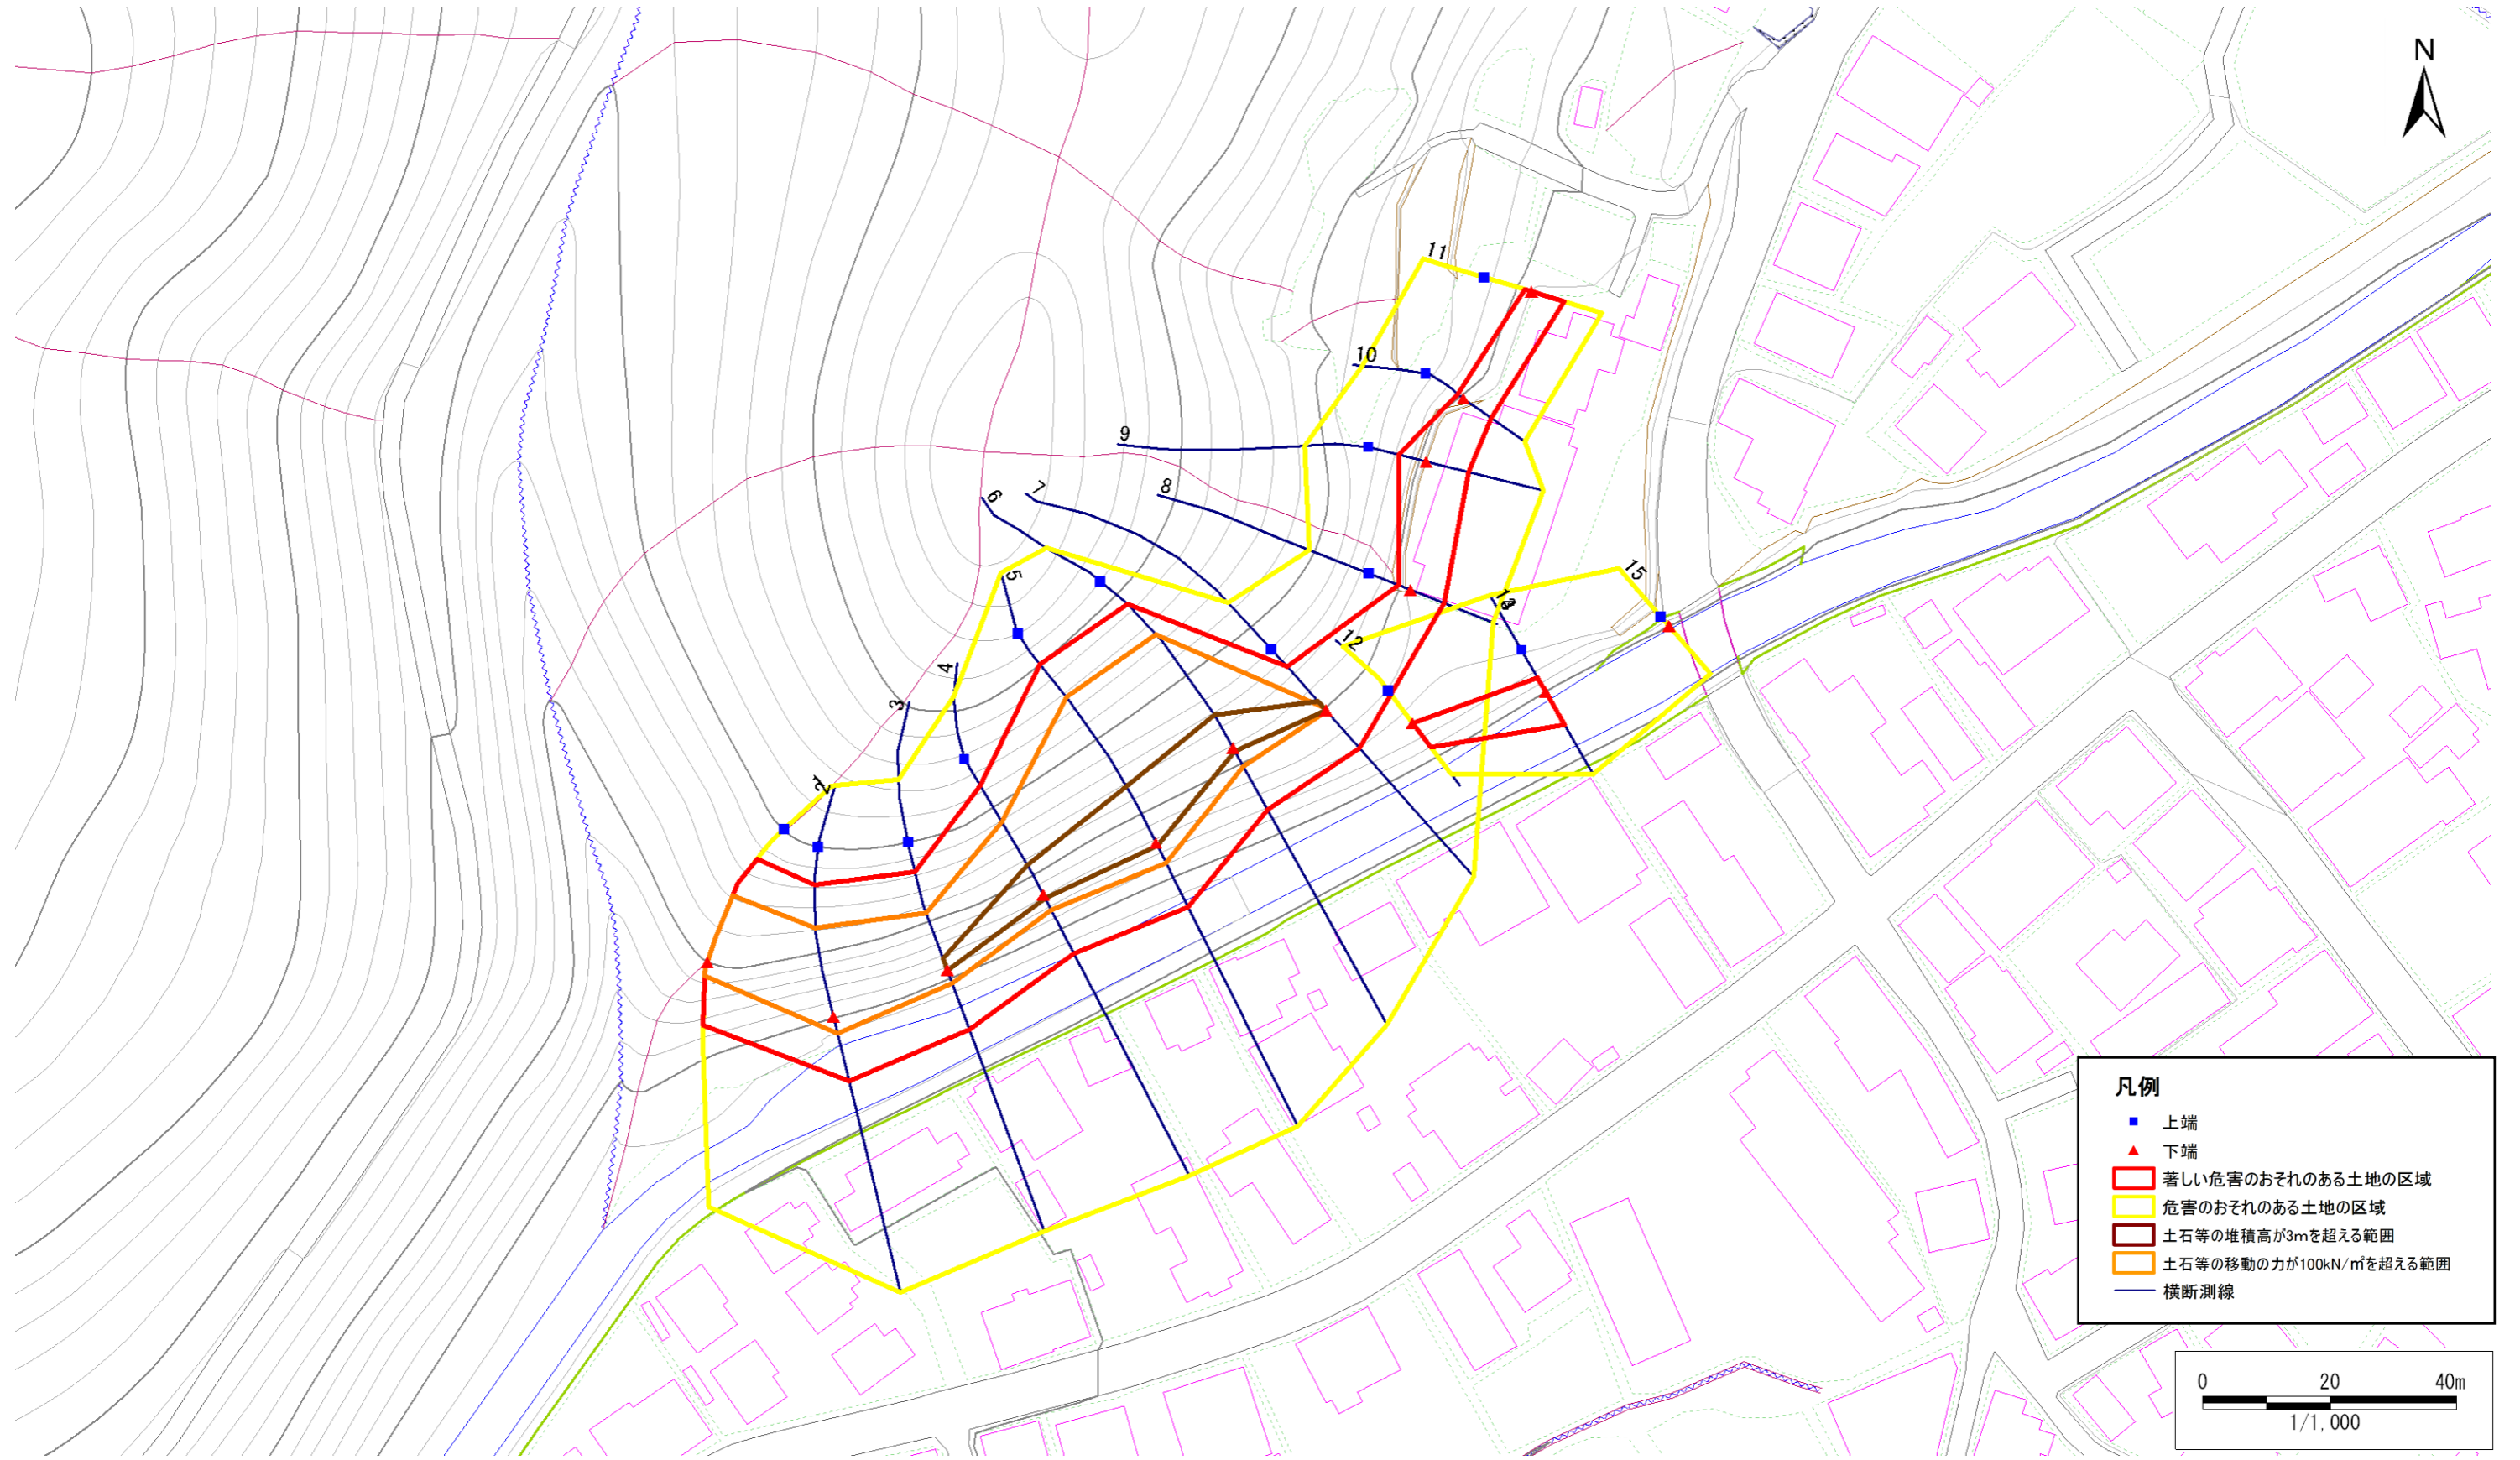 N
11
10
9
8
7
6
5
4
3
2
15
12
凡例
上端
下端
著しい危害のおそれのある土地の区域
危害のおそれのある土地の区域
土石等の堆積高が3mを超える範囲
土石等の移動の力が100kN/㎡を超える範囲
横断測線
0 20 40m
1/1,000